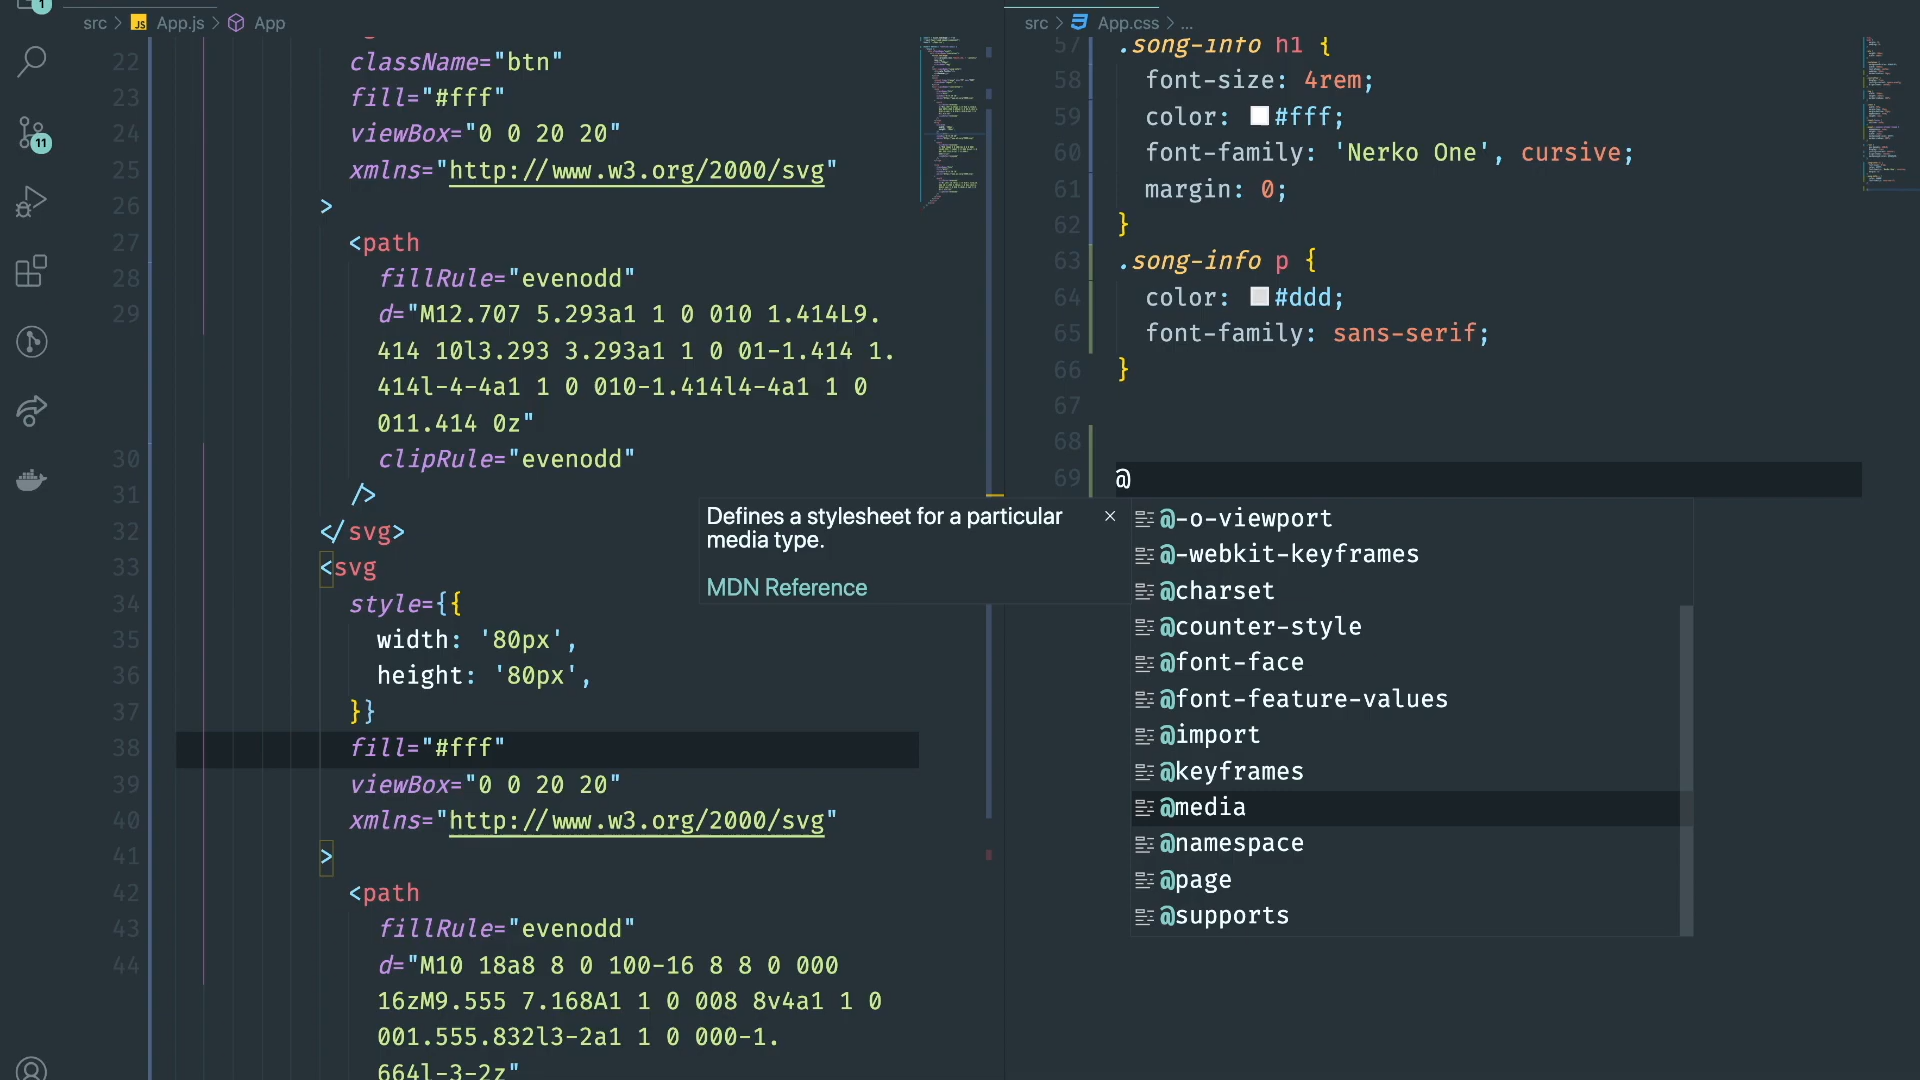 1
src > JS App.js > App
22 className="btn"
23 fill="#fff"
24 viewBox="0 0 20 20"
25 xmlns="http://www.w3.org/2000/svg"
26 >
27 <path
28 fillRule="evenodd"
29 d="M12.707 5.293a1 1 0 010 1.414L9.
414 10l3.293 3.293a1 1 0 01-1.414 1.
414l-4-4a1 1 0 010-1.414l4-4a1 1 0
011.414 0z"
30 clipRule="evenodd"
31 />
32 </svg>
33 <svg
34 style={{
35 width: '80px',
36 height: '80px',
37 }}
38 fill="#fff"
39 viewBox="0 0 20 20"
40 xmlns="http://www.w3.org/2000/svg"
41 >
42 <path
43 fillRule="evenodd"
44 d="M10 18a8 8 0 100-16 8 8 0 000
16zM9.555 7.168A1 1 0 008 8v4a1 1 0
001.555.832l3-2a1 1 0 000-1.
664l-3-2z"
11
src > App.css > ...
57 .song-info h1 {
58 font-size: 4rem;
59 color: #fff;
60 font-family: 'Nerko One', cursive;
61 margin: 0;
62 }
63 .song-info p {
64 color: #ddd;
65 font-family: sans-serif;
66 }
67
68
69 @
Defines a stylesheet for a particular
media type.
MDN Reference
@-o-viewport
@-webkit-keyframes
@charset
@counter-style
@font-face
@font-feature-values
@import
@keyframes
@media
@namespace
@page
@supports